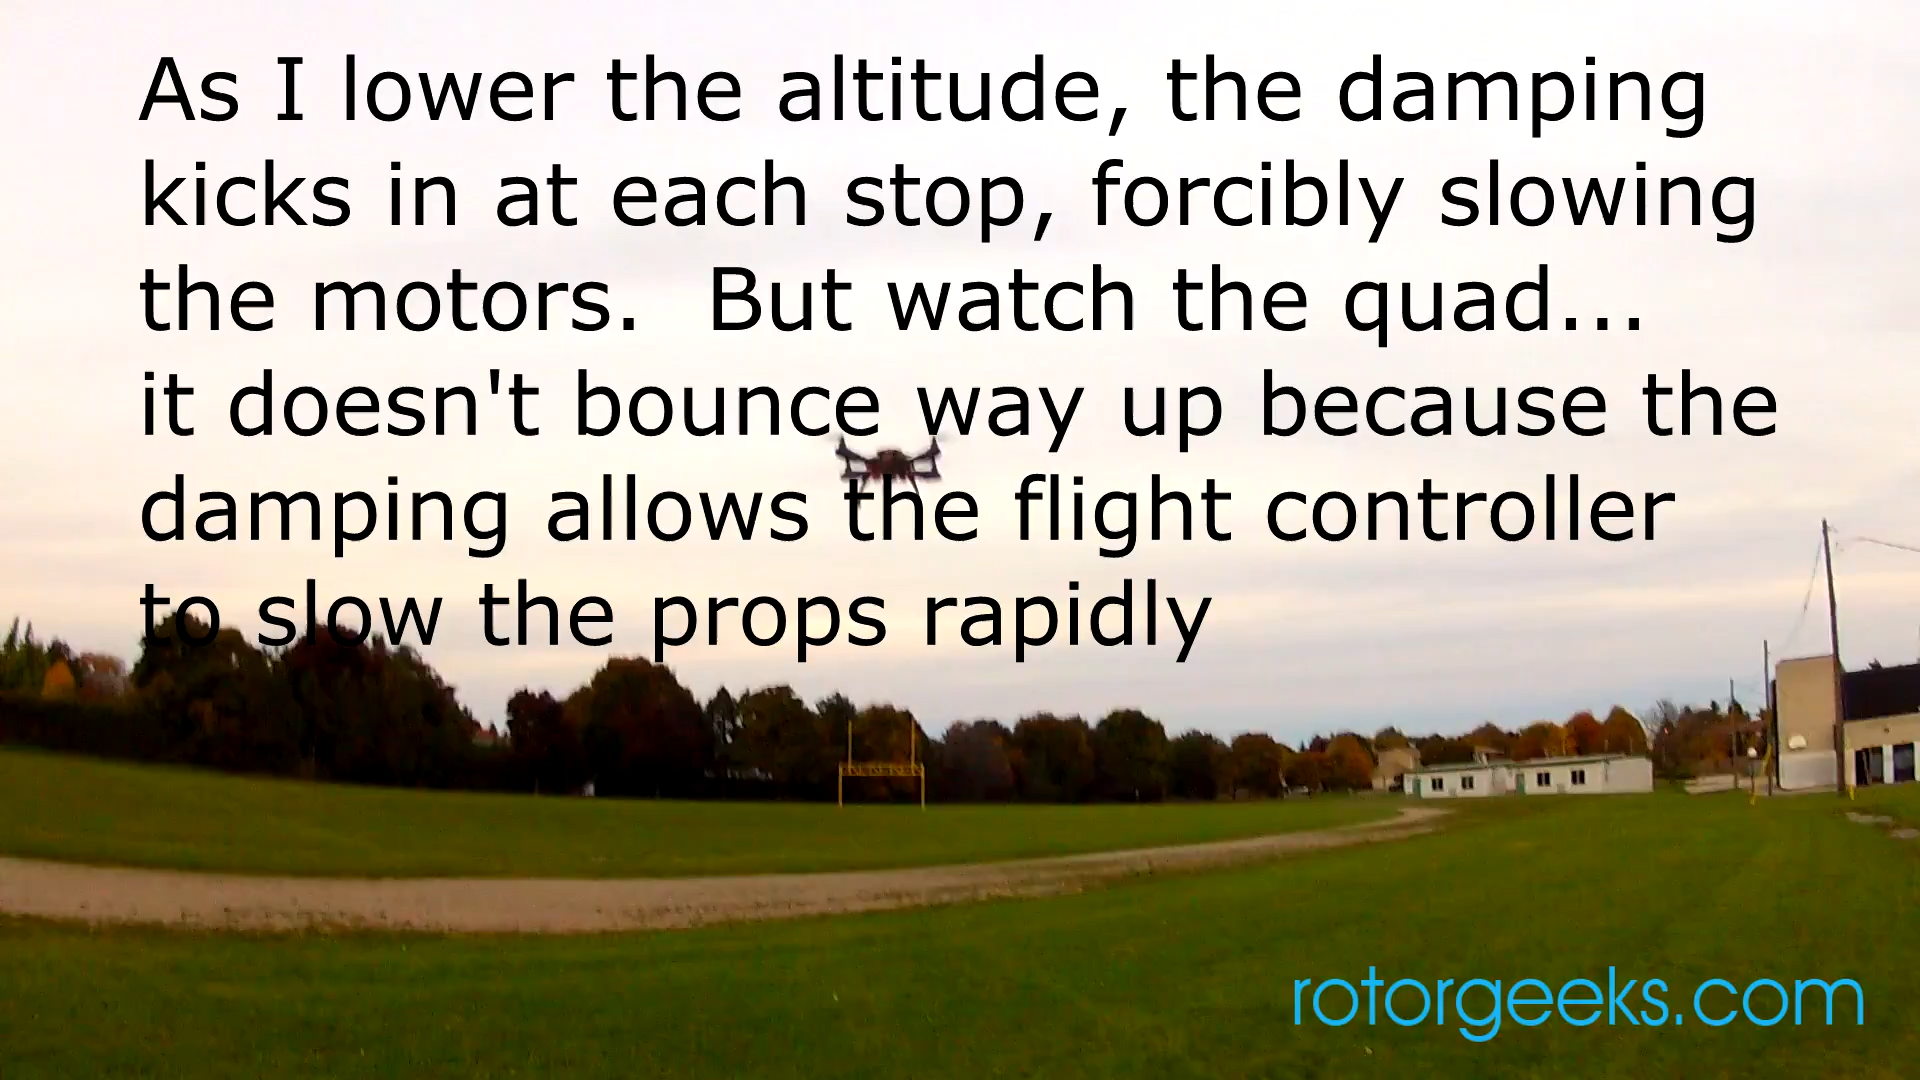 As I lower the altitude, the damping
kicks in at each stop, forcibly slowing
the motors.  But watch the quad...
it doesn't bounce way up because the
damping allows the flight controller
to slow the props rapidly
rotorgeeks.com